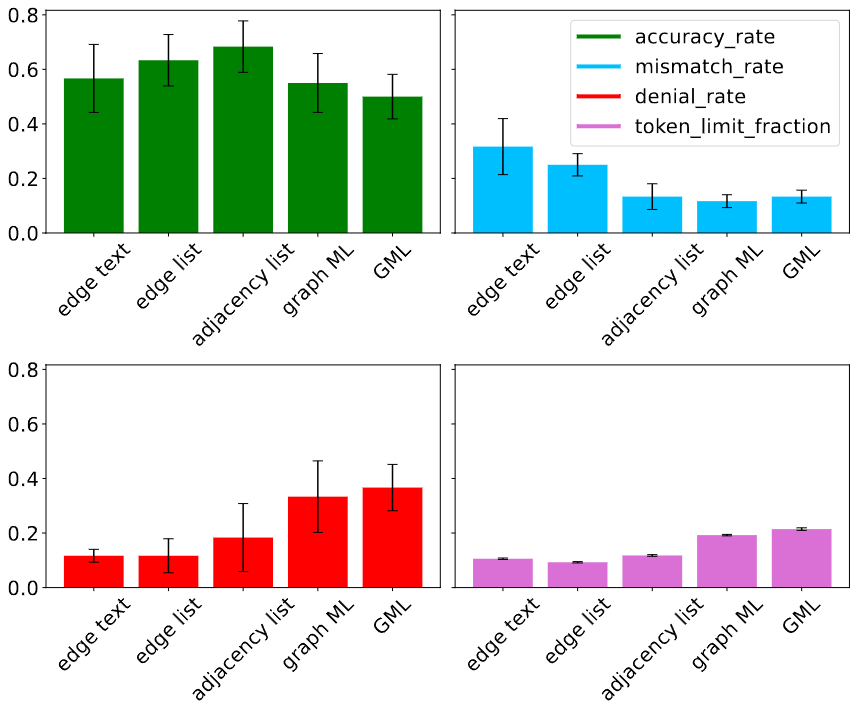 0.8
0.6
0.4
0.2
0.0
edge text
edge list
adjacency list
graph ML
GML
accuracy_rate
mismatch_rate
denial_rate
token_limit_fraction
edge text
edge list
adjacency list
graph ML
GML
0.8
0.6
0.4
0.2
0.0
edge text
edge list
adjacency list
graph ML
GML
edge text
edge list
adjacency list
graph ML
GML